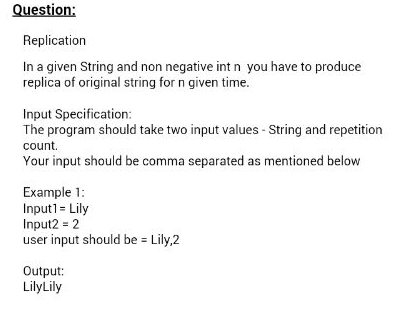 Question:
Replication
In a given String and non negative int n you have to produce
replica of original string for n given time.
Input Specification:
The program should take two input values - String and repetition
count.
Your input should be comma separated as mentioned below
Example 1:
Input1= Lily
Input2 = 2
user input should be = Lily,2
Output:
LilyLily